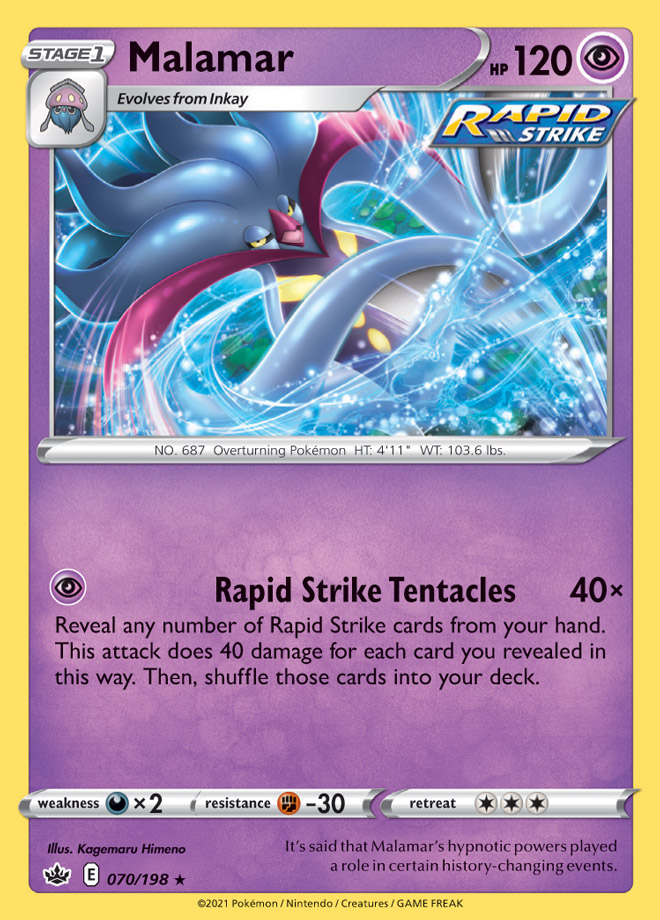 STAGE 1 Malamar HP 120
Evolves from Inkay
RAPID
STRIKE
NO. 687 Overturning Pokémon HT: 4'11" WT: 103.6 lbs.
Rapid Strike Tentacles 40×
Reveal any number of Rapid Strike cards from your hand.
This attack does 40 damage for each card you revealed in
this way. Then, shuffle those cards into your deck.
weakness ×2 resistance -30 retreat
Illus. Kagemaru Himeno
It's said that Malamar's hypnotic powers played
a role in certain history-changing events.
E 070/198 ★
©2021 Pokémon / Nintendo / Creatures / GAME FREAK